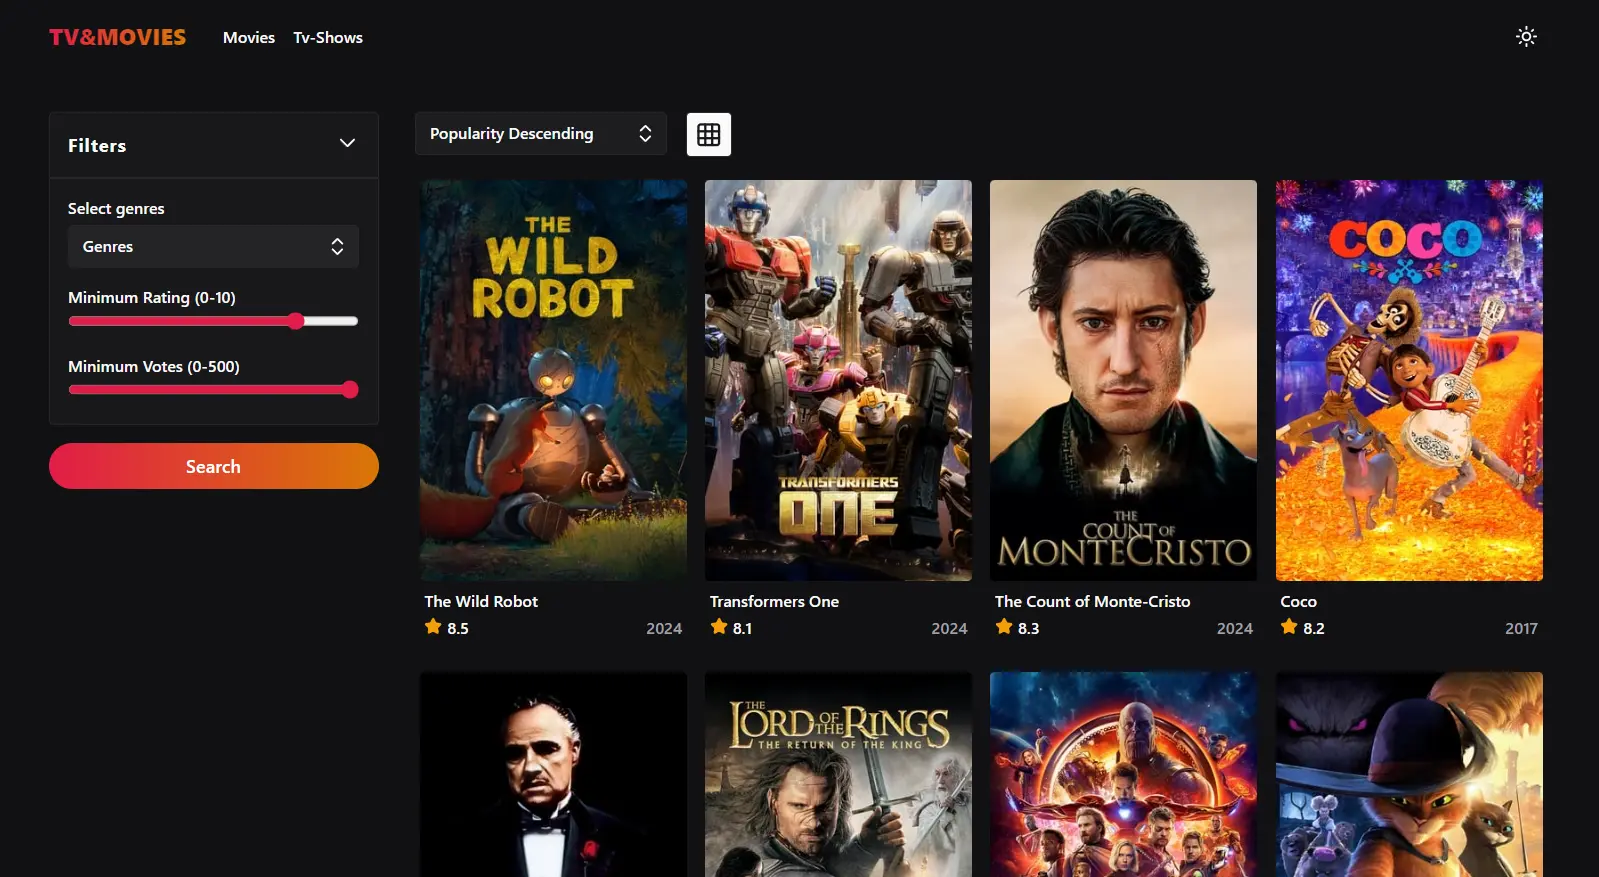 TV&MOVIES
Movies
Tv-Shows
Filters
Select genres
Genres
Minimum Rating (0-10)
Minimum Votes (0-500)
Search
Popularity Descending
THE
WILD
ROBOT
TRANSFORMERS
ONE
THE
COUNT OF
MONTECRISTO
COCO
The Wild Robot
8.5
2024
Transformers One
8.1
2024
The Count of Monte-Cristo
8.3
2024
Coco
8.2
2017
THE
LORD OF THE RINGS
THE RETURN OF THE KING